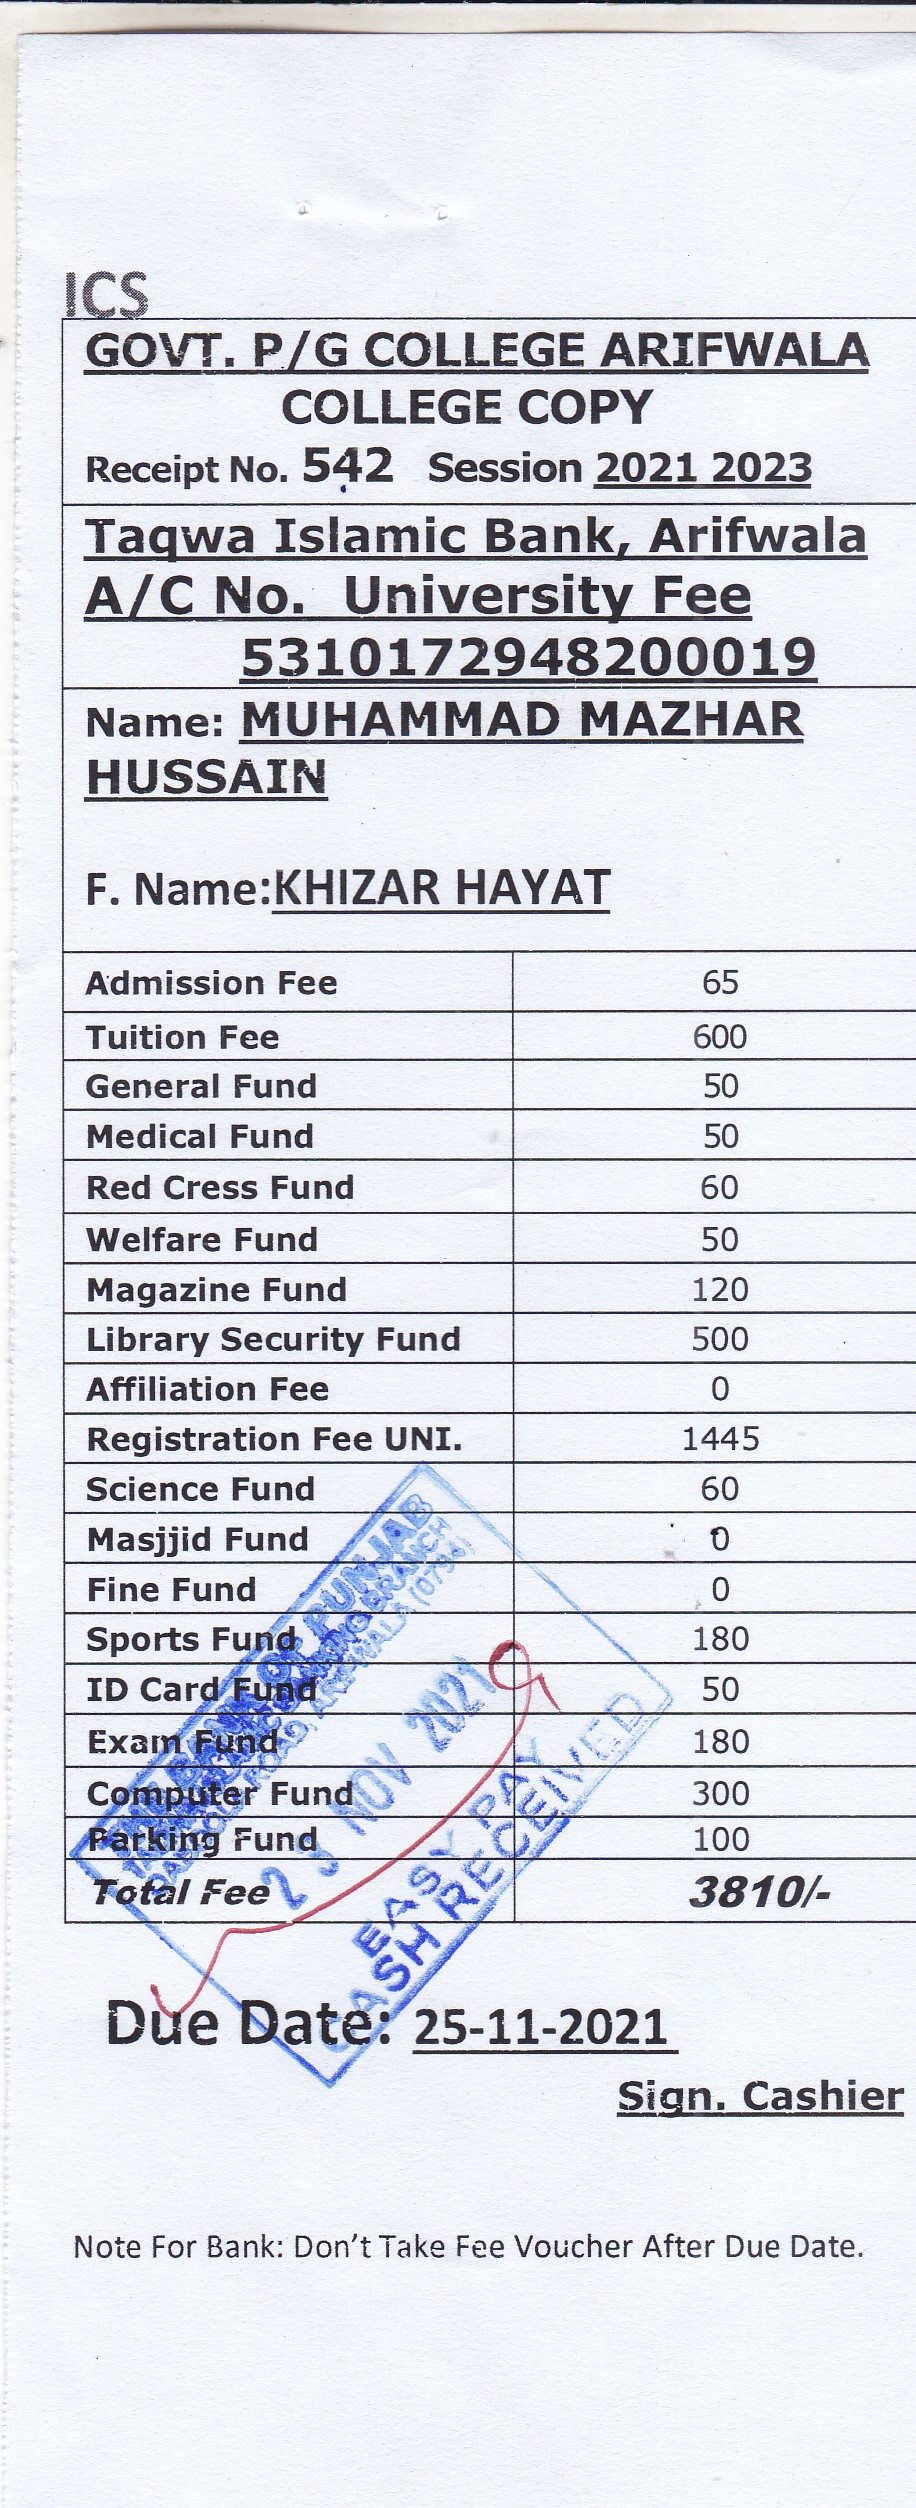 ICS
GOVT. P/G COLLEGE ARIFWALA
COLLEGE COPY
Receipt No. 542 Session 2021 2023
Taqwa Islamic Bank, Arifwala
A/C No. University Fee
5310172948200019
Name: MUHAMMAD MAZHAR
HUSSAIN
F. Name:KHIZAR HAYAT
Admission Fee 65
Tuition Fee 600
General Fund 50
Medical Fund 50
Red Cress Fund 60
Welfare Fund 50
Magazine Fund 120
Library Security Fund 500
Affiliation Fee 0
Registration Fee UNI. 1445
Science Fund 60
Masjjid Fund 0
Fine Fund 0
Sports Fund 180
ID Card Fund 50
Exam Fund 180
Computer Fund 300
Parking Fund 100
Total Fee 3810/-
THE BANK OF PUNJAB
BANKING BRANCH
ROAD, ARIFWALA (0794)
23 NOV 2021
EASY PAY
CASH RECEIVED
Due Date: 25-11-2021
Sign. Cashier
Note For Bank: Don't Take Fee Voucher After Due Date.